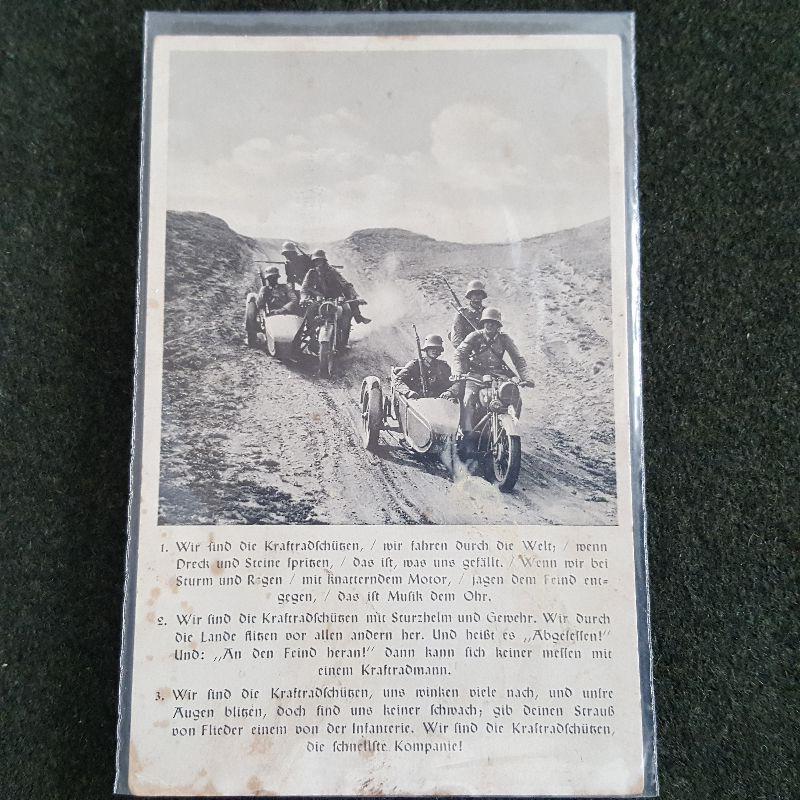 1. Wir sind die Kraftradschützen, / wir fahren durch die Welt; / wenn
Dreck und Steine spritzen, / das ist, was uns gefällt. / Wenn wir bei
Sturm und Regen / mit knatterndem Motor, / jagen dem Feind ent=
gegen, / das ist Musik dem Ohr.
2. Wir sind die Kraftradschützen mit Sturzhelm und Gewehr. Wir durch
die Lande flitzen vor allen andern her. Und heißt es „Abgesessen!"
Und: „An den Feind heran!" dann kann sich keiner messen mit
einem Kraftradmann.
3. Wir sind die Kraftradschützen, uns winken viele nach, und unsre
Augen blitzen, doch sind uns keiner schwach; gib deinen Strauß
von Flieder einem von der Infanterie. Wir sind die Kraftradschützen,
die schnellste Kompanie!